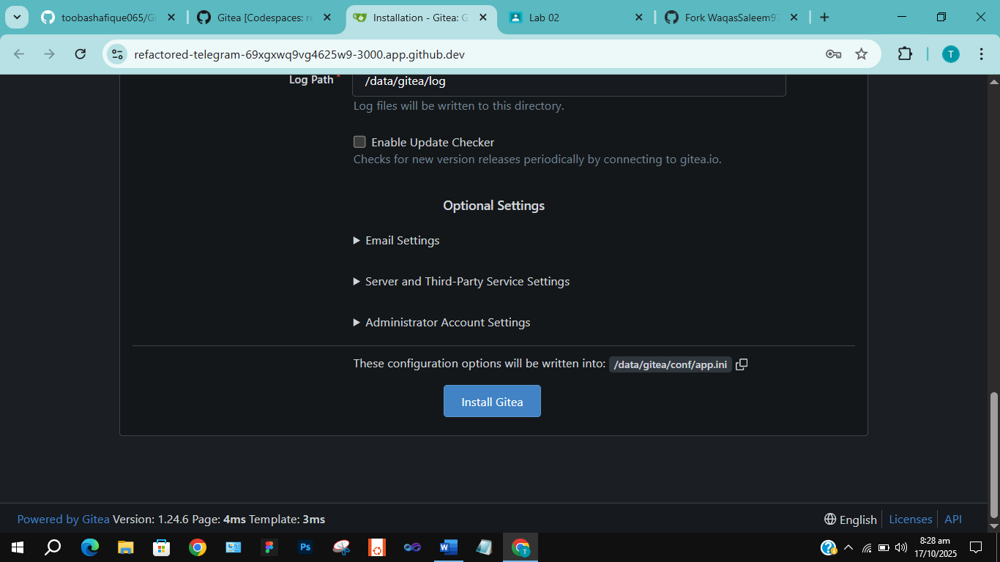 toobashafique065/Gi
Gitea [Codespaces: re
Installation - Gitea: G
Lab 02
Fork WaqasSaleem97
refactored-telegram-69xgxwq9vg4625w9-3000.app.github.dev
T
Log Path *
/data/gitea/log
Log files will be written to this directory.
Enable Update Checker
Checks for new version releases periodically by connecting to gitea.io.
Optional Settings
Email Settings
Server and Third-Party Service Settings
Administrator Account Settings
These configuration options will be written into: /data/gitea/conf/app.ini
Install Gitea
Powered by Gitea Version: 1.24.6 Page: 4ms Template: 3ms
English
Licenses
API
Ps
W
T
8:28 am
17/10/2025